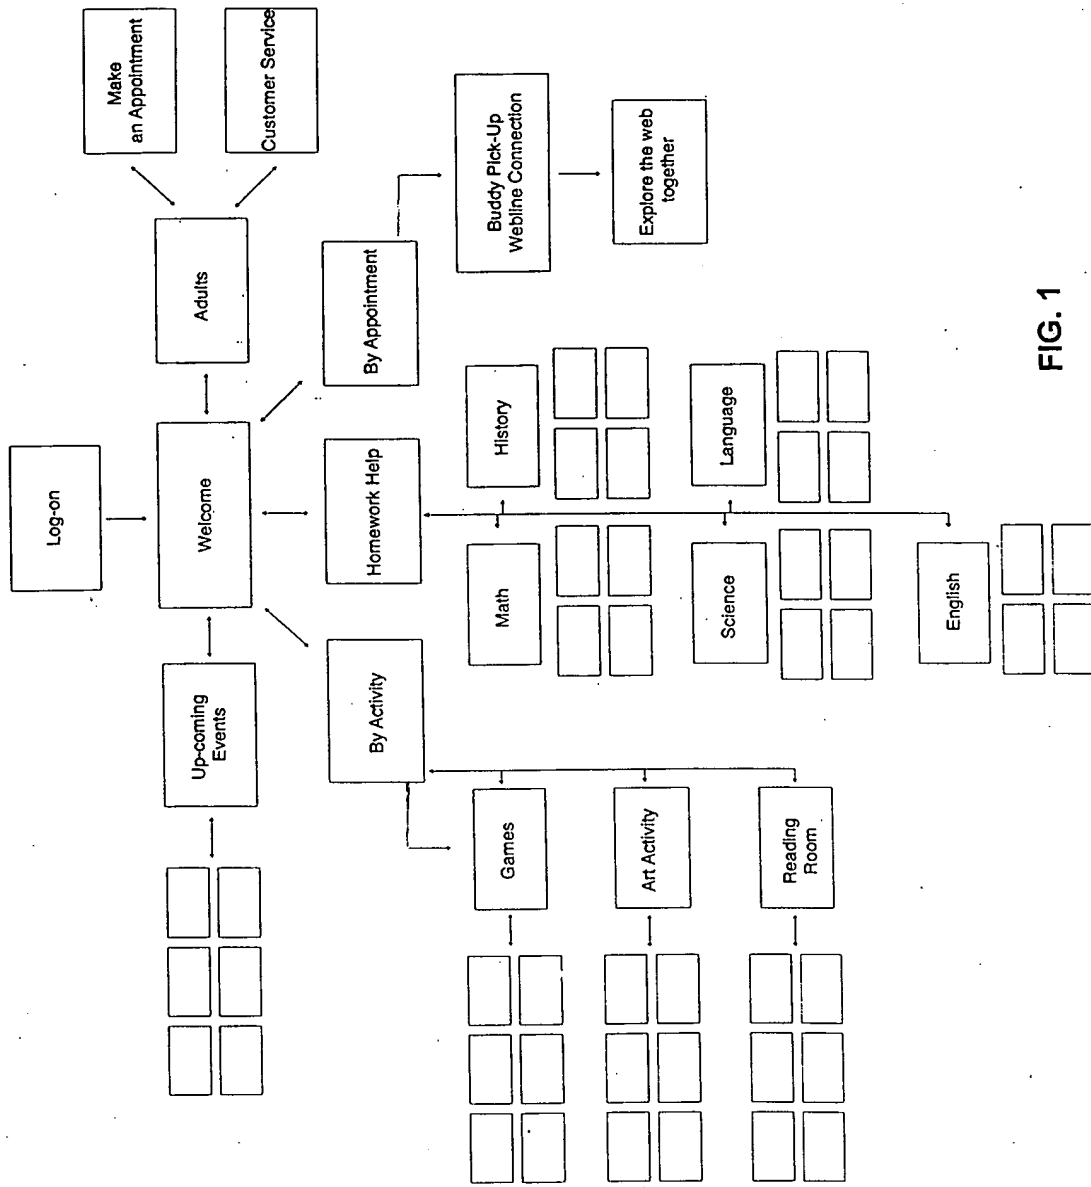 Log-on
Up-coming
Events
Welcome
Adults
Make
an Appointment
Customer Service
By Activity
Homework Help
By Appointment
Games
Art Activity
Reading
Room
Math
History
Science
Language
English
Buddy Pick-Up
Webline Connection
Explore the web
together
FIG. 1